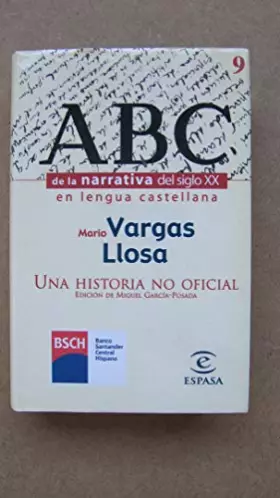 9
ABC
de la narrativa del siglo XX
en lengua castellana
Mario Vargas
Llosa
UNA HISTORIA NO OFICIAL
EDICIÓN DE MIGUEL GARCÍA-POSADA
BSCH
Banco
Santander
Central
Hispano
e
ESPASA